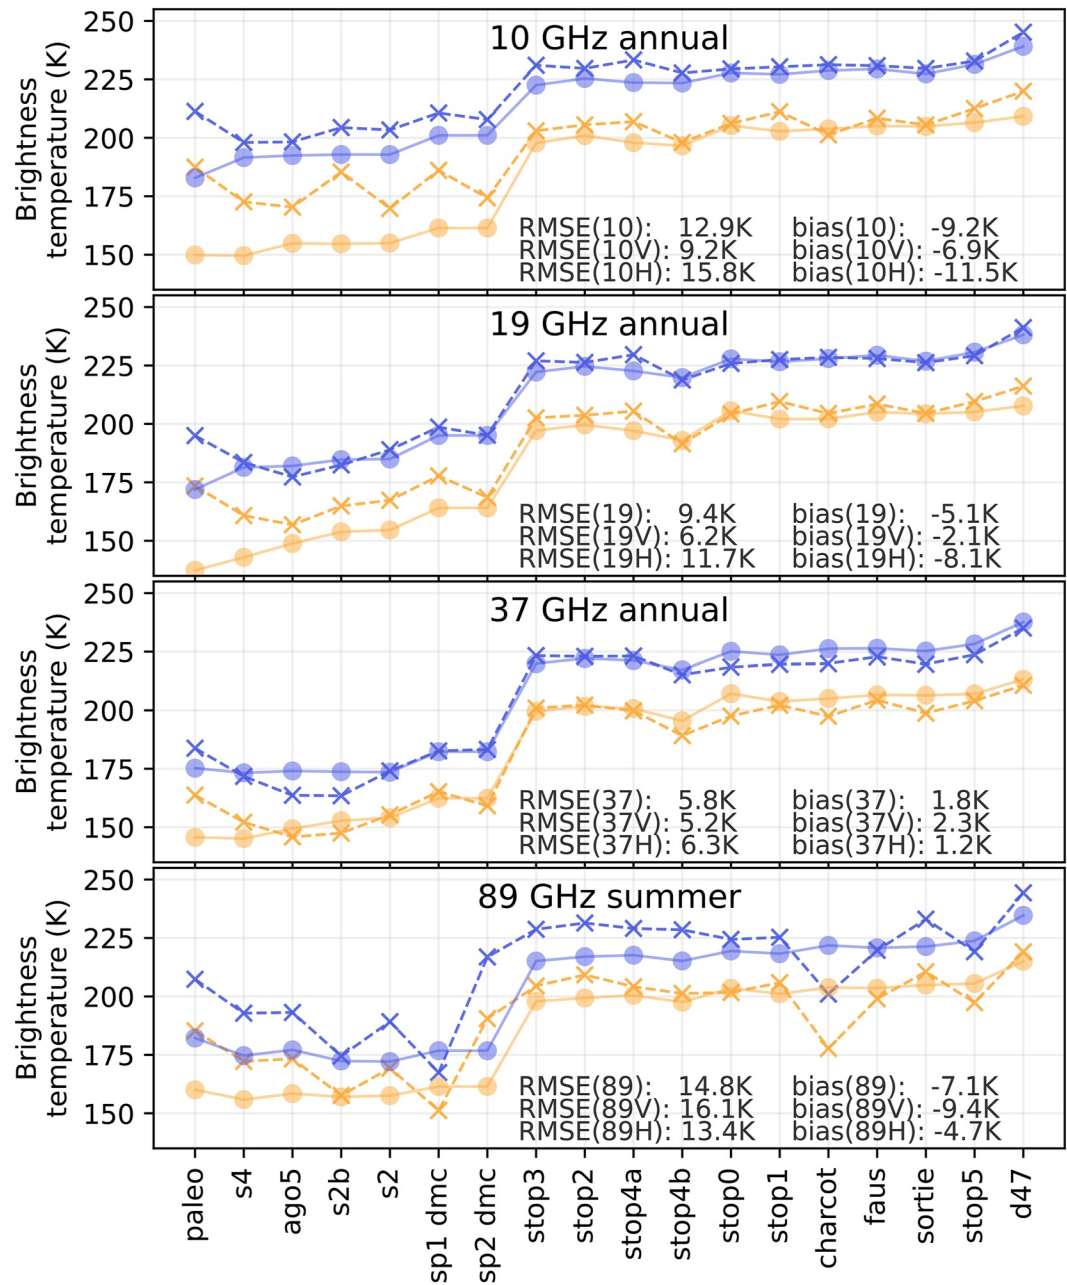 10 GHz annual
Brightness
temperature (K)
250
225
200
175
150
RMSE(10): 12.9K bias(10): -9.2K
RMSE(10V): 9.2K bias(10V): -6.9K
RMSE(10H): 15.8K bias(10H): -11.5K
19 GHz annual
Brightness
temperature (K)
250
225
200
175
150
RMSE(19): 9.4K bias(19): -5.1K
RMSE(19V): 6.2K bias(19V): -2.1K
RMSE(19H): 11.7K bias(19H): -8.1K
37 GHz annual
Brightness
temperature (K)
250
225
200
175
150
RMSE(37): 5.8K bias(37): 1.8K
RMSE(37V): 5.2K bias(37V): 2.3K
RMSE(37H): 6.3K bias(37H): 1.2K
89 GHz summer
Brightness
temperature (K)
250
225
200
175
150
RMSE(89): 14.8K bias(89): -7.1K
RMSE(89V): 16.1K bias(89V): -9.4K
RMSE(89H): 13.4K bias(89H): -4.7K
paleo
s4
ago5
s2b
s2
sp1 dmc
sp2 dmc
stop3
stop2
stop4a
stop4b
stop0
stop1
charcot
faus
sortie
stop5
d47